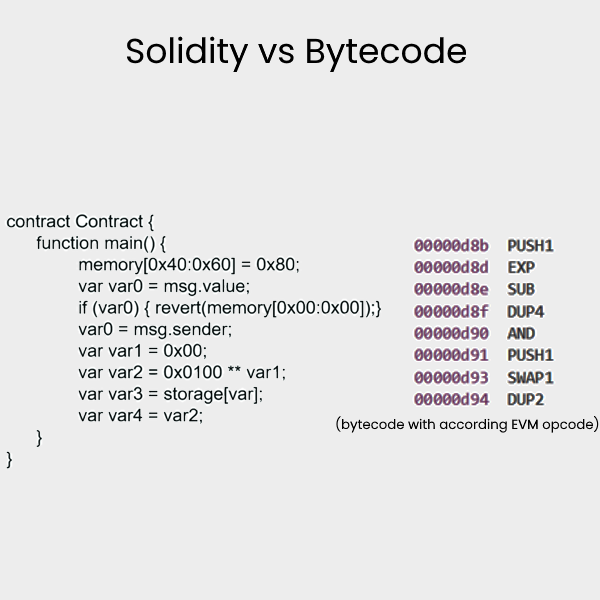 Solidity vs Bytecode
contract Contract {
function main() {
memory[0x40:0x60] = 0x80;
var var0 = msg.value;
if (var0) { revert(memory[0x00:0x00]);}
var0 = msg.sender;
var var1 = 0x00;
var var2 = 0x0100 ** var1;
var var3 = storage[var];
var var4 = var2;
}
}
00000d8b PUSH1
00000d8d EXP
00000d8e SUB
00000d8f DUP4
00000d90 AND
00000d91 PUSH1
00000d93 SWAP1
00000d94 DUP2
(bytecode with according EVM opcode)